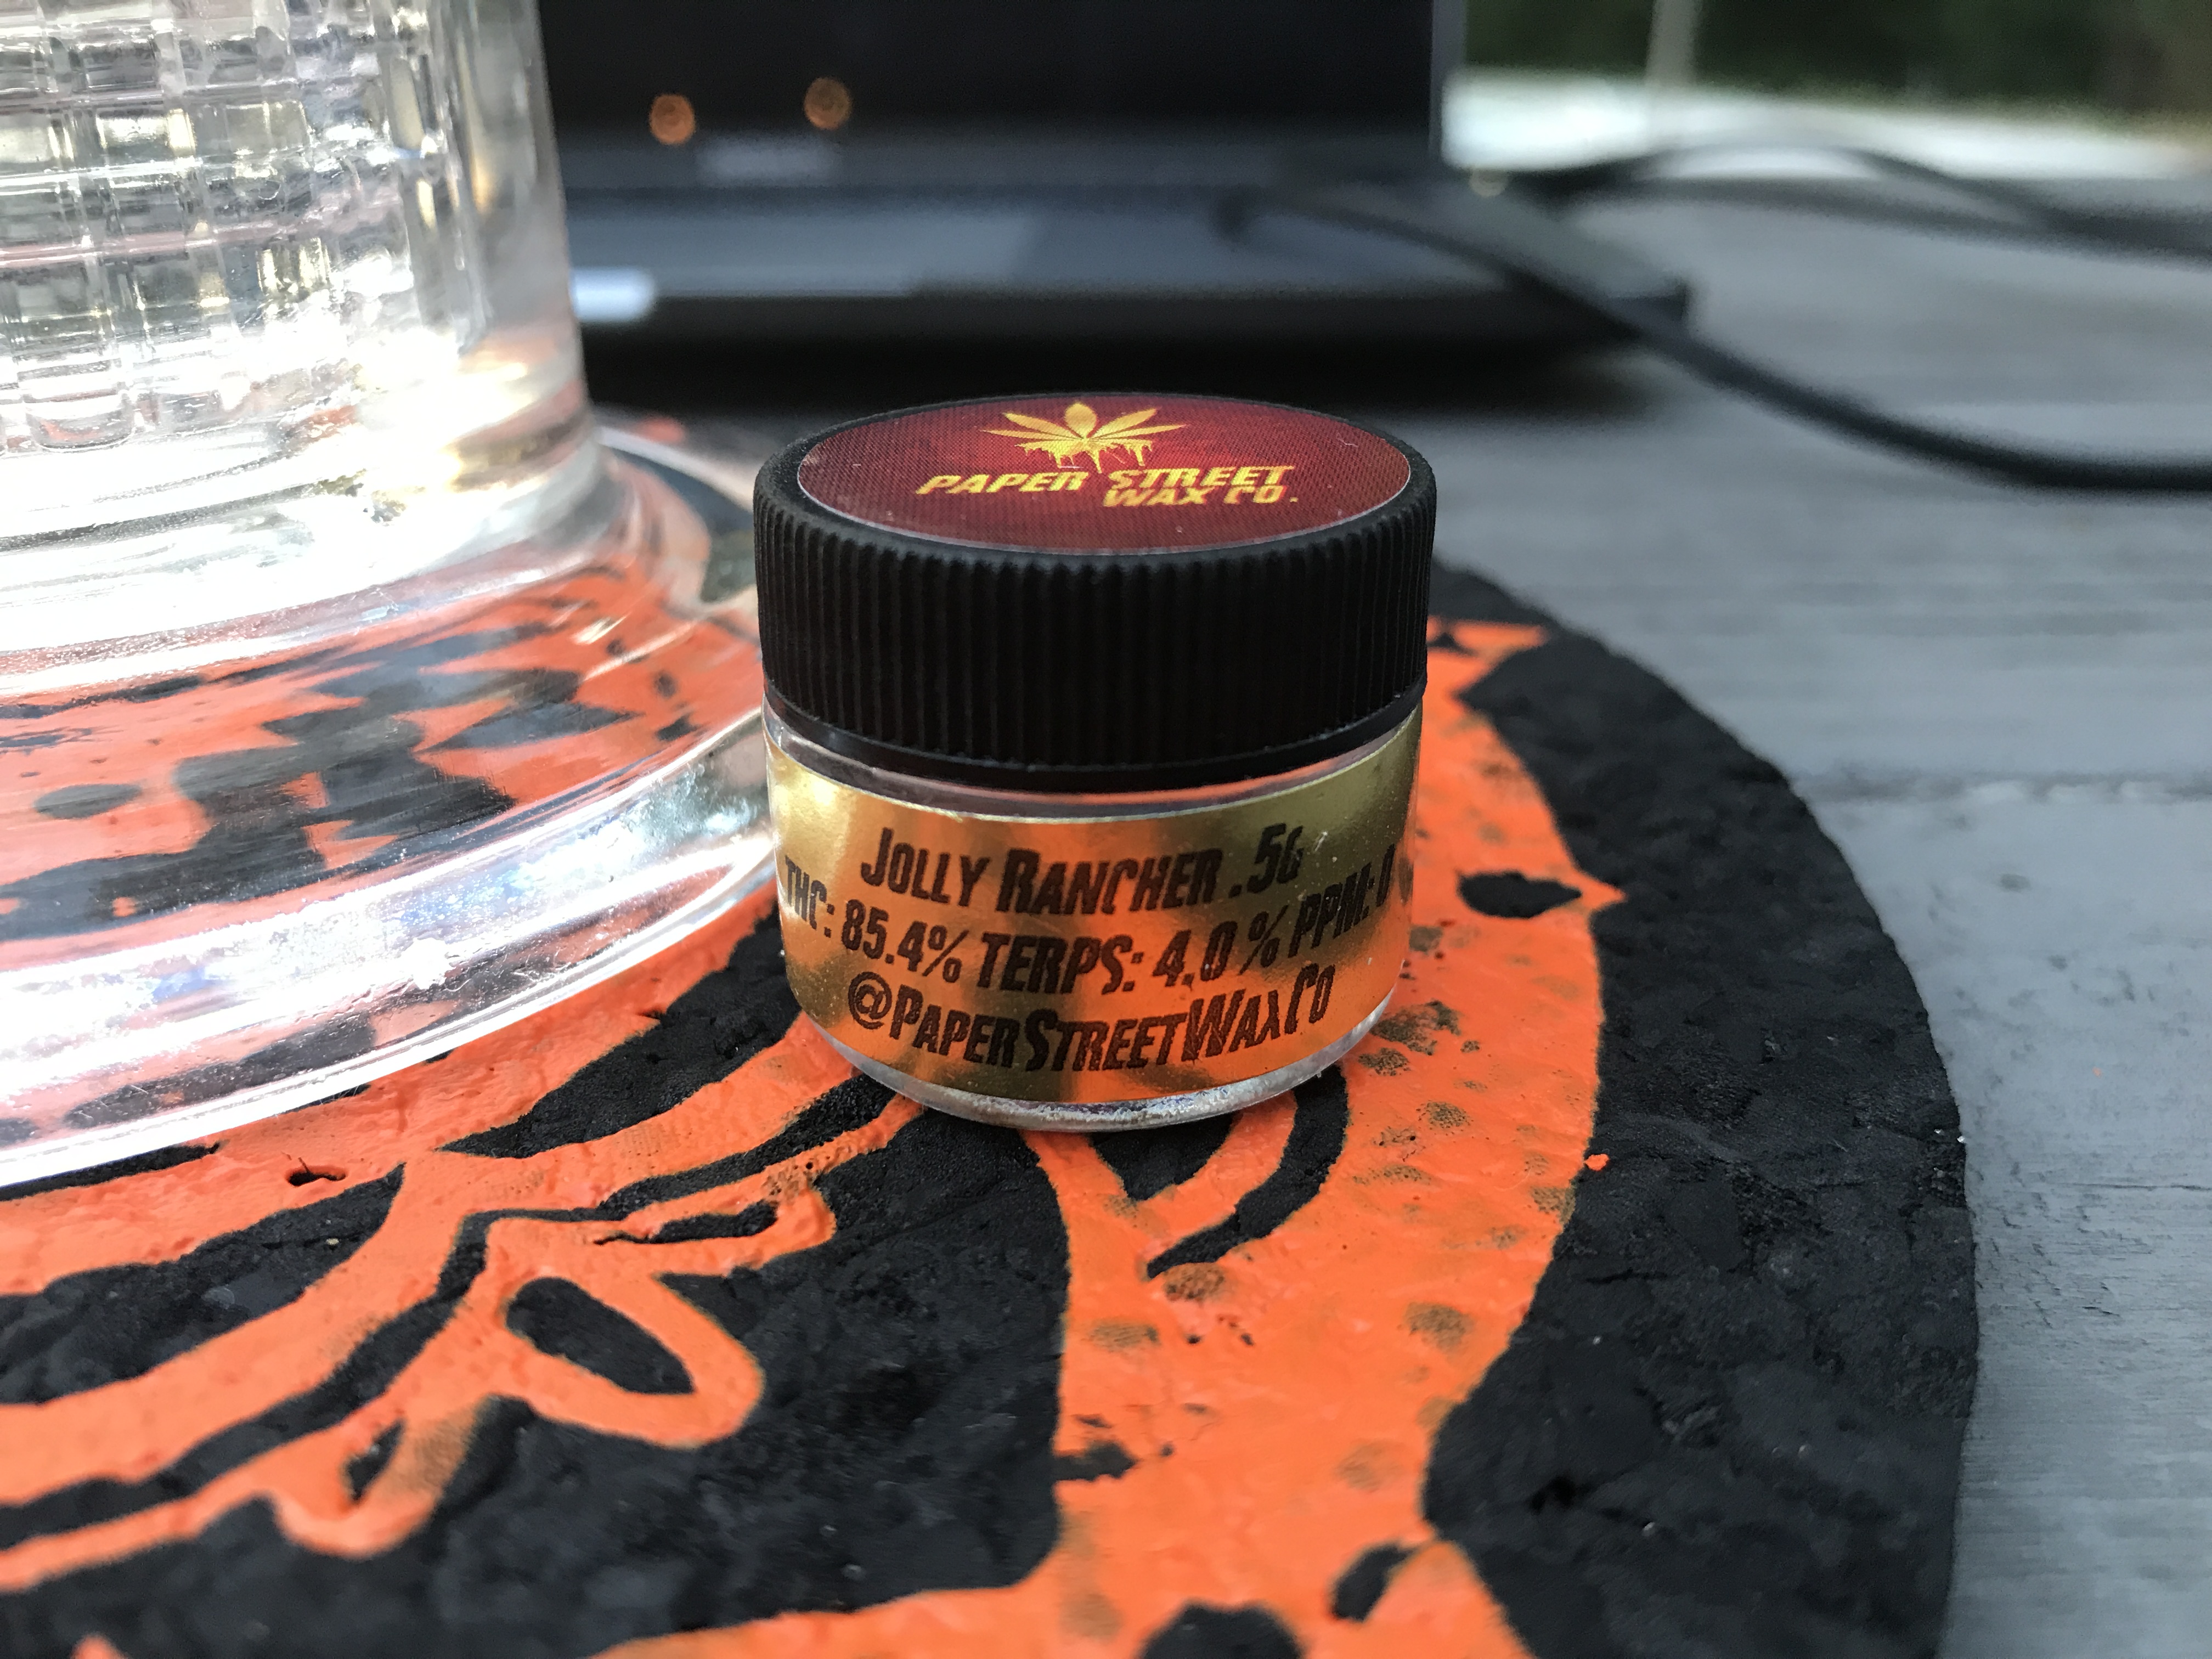 PAPER STREET
WAX CO.
JOLLY RANCHER .5G
THC: 85.4% TERPS: 4.0 % PPM: 0
@PAPERSTREETWAXCO